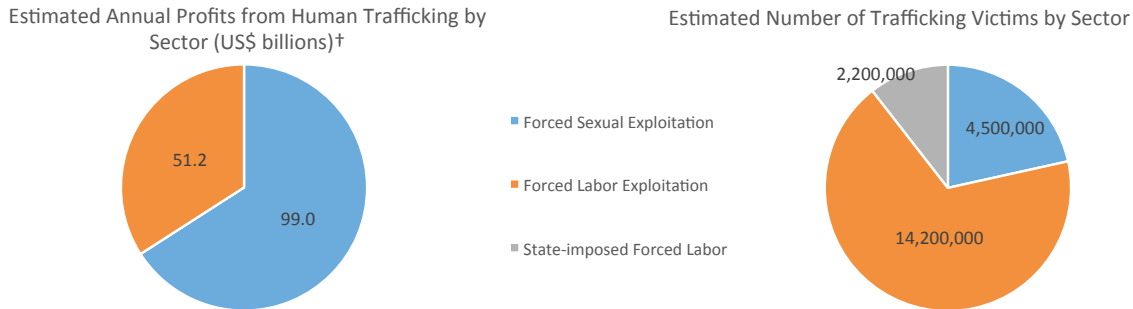 Estimated Annual Profits from Human Trafficking by
Sector (US$ billions)†
51.2
99.0
Forced Sexual Exploitation
Forced Labor Exploitation
State-imposed Forced Labor
Estimated Number of Trafficking Victims by Sector
2,200,000
4,500,000
14,200,000